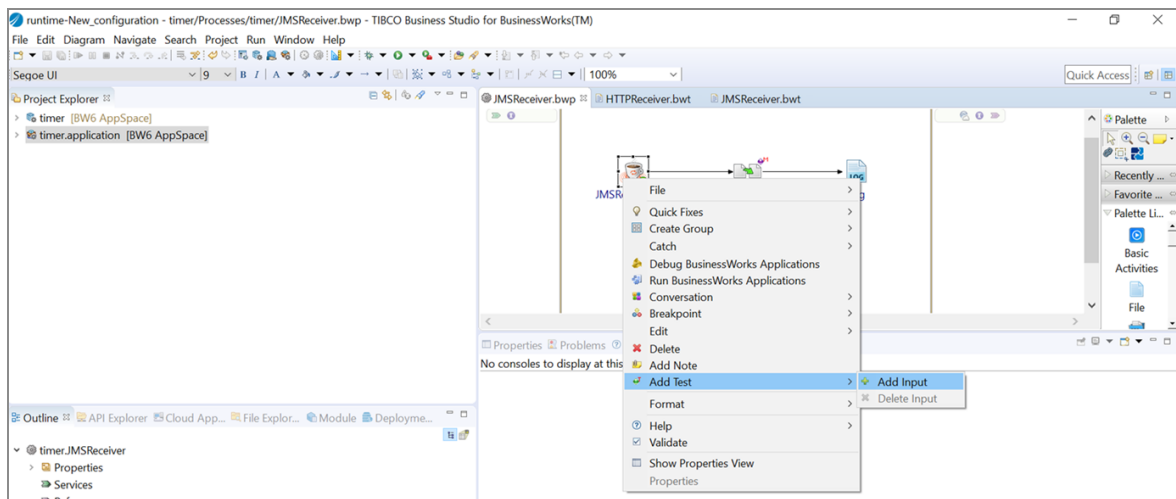 runtime-New_configuration - timer/Processes/timer/JMSReceiver.bwp - TIBCO Business Studio for BusinessWorks(TM)
File Edit Diagram Navigate Search Project Run Window Help
Segoe UI 9 B I A 100% Quick Access
Project Explorer
JMSReceiver.bwp HTTPReceiver.bwt JMSReceiver.bwt
timer [BW6 AppSpace]
timer.application [BW6 AppSpace]
Palette
Recently ...
Favorite ...
Palette Li...
Basic
Activities
File
LOG
File
Quick Fixes
Create Group
Catch
Debug BusinessWorks Applications
Run BusinessWorks Applications
Conversation
Breakpoint
Edit
Delete
Add Note
Add Test
Format
Help
Validate
Show Properties View
Properties
Add Input
Delete Input
Properties Problems
No consoles to display at this
Outline API Explorer Cloud App... File Explor... Module Deployme...
timer.JMSReceiver
Properties
Services